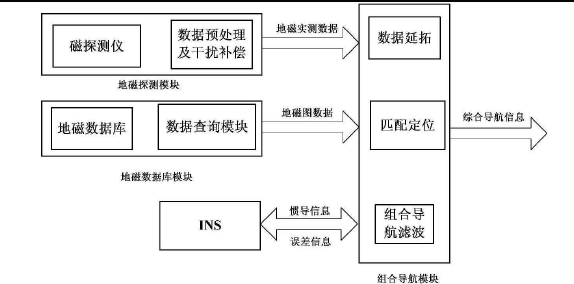 磁探测仪
数据预处理
及干扰补偿
地磁探测模块
地磁实测数据
数据延拓
地磁数据库
数据查询模块
地磁数据库模块
地磁图数据
匹配定位
综合导航信息
INS
惯导信息
误差信息
组合导
航滤波
组合导航模块